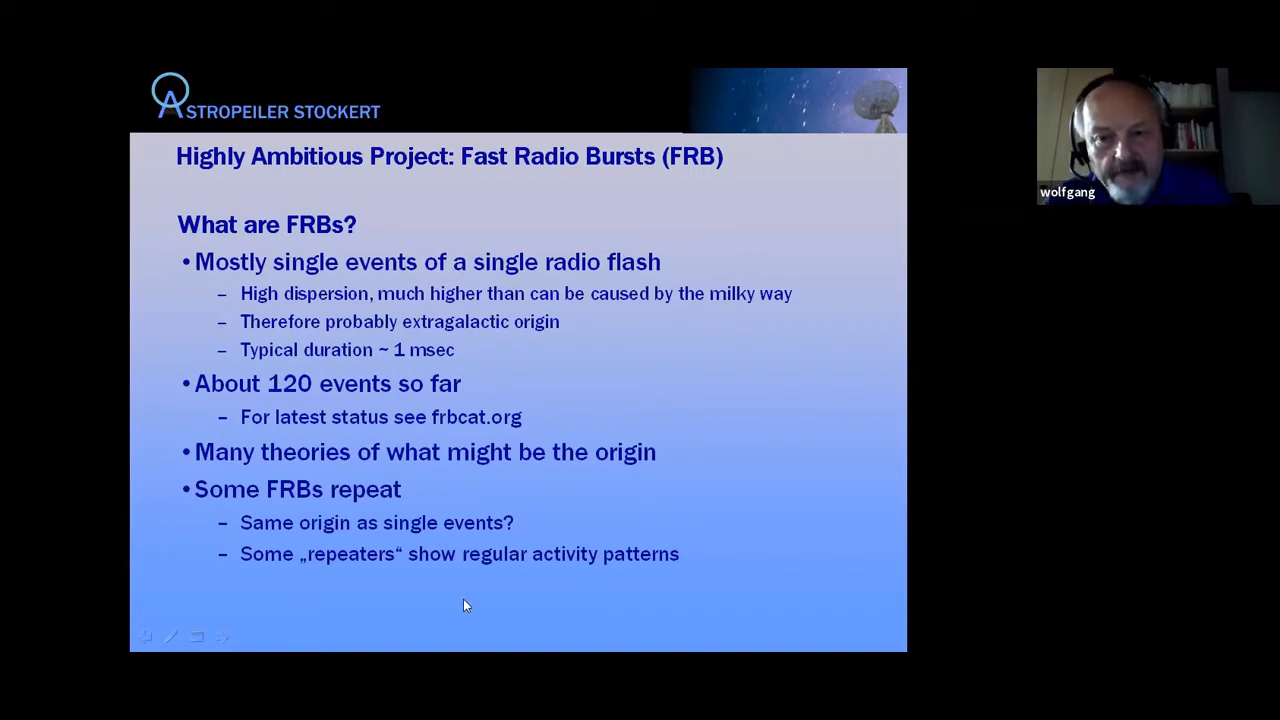 ASTROPEILER STOCKERT
Highly Ambitious Project: Fast Radio Bursts (FRB)
wolfgang
What are FRBs?
• Mostly single events of a single radio flash
– High dispersion, much higher than can be caused by the milky way
– Therefore probably extragalactic origin
– Typical duration ~ 1 msec
• About 120 events so far
– For latest status see frbcat.org
• Many theories of what might be the origin
• Some FRBs repeat
– Same origin as single events?
– Some „repeaters“ show regular activity patterns